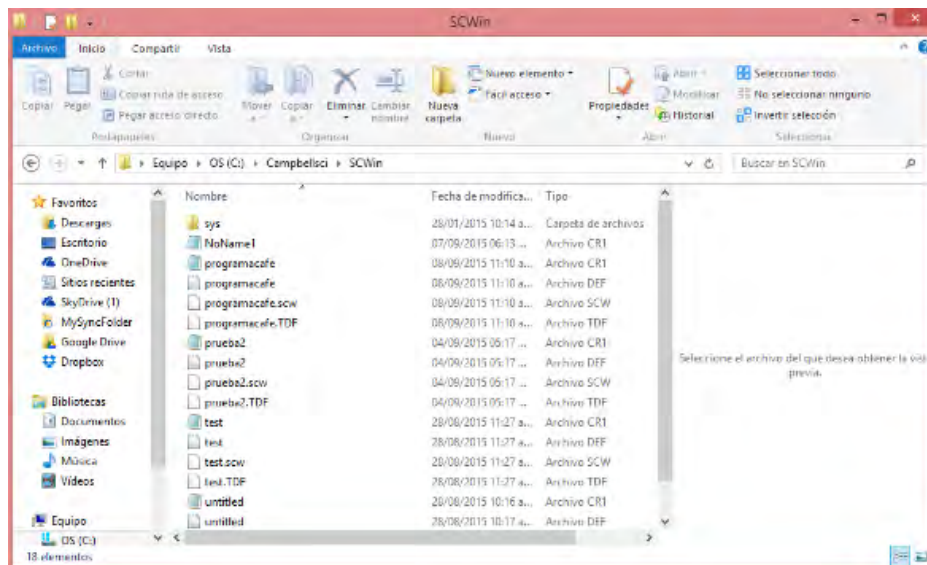 SCWin
Archivo Inicio Compartir Vista
Copiar Pegar Cortar Copiar ruta de acceso Pegar acceso directo
Mover a Copiar a Eliminar Cambiar nombre
Nueva carpeta Nuevo elemento Fácil acceso
Propiedades Abrir Modificar Historial
Seleccionar todo No seleccionar ninguno Invertir selección
Portapapeles Organizar Nuevo Abrir Seleccionar
Equipo OS (C:) Campbellsci SCWin Buscar en SCWin
Favoritos
Descargas
Escritorio
OneDrive
Sitios recientes
SkyDrive (1)
MySyncFolder
Google Drive
Dropbox
Bibliotecas
Documentos
Imágenes
Música
Vídeos
Equipo
OS (C:)
Nombre Fecha de modifica... Tipo
sys 28/01/2015 10:14 a... Carpeta de archivos
NoName1 07/09/2015 06:13 ... Archivo CR1
programacafe 08/09/2015 11:10 a... Archivo CR1
programacafe 08/09/2015 11:10 a... Archivo DEF
programacafe.scw 08/09/2015 11:10 a... Archivo SCW
programacafe.TDF 08/09/2015 11:10 a... Archivo TDF
prueba2 04/09/2015 05:17 ... Archivo CR1
prueba2 04/09/2015 05:17 ... Archivo DEF
prueba2.scw 04/09/2015 05:17 ... Archivo SCW
prueba2.TDF 04/09/2015 05:17 ... Archivo TDF
test 28/08/2015 11:27 a... Archivo CR1
test 28/08/2015 11:27 a... Archivo DEF
test.scw 28/08/2015 11:27 a... Archivo SCW
test.TDF 28/08/2015 11:27 a... Archivo TDF
untitled 28/08/2015 10:16 a... Archivo CR1
untitled 28/08/2015 10:17 a... Archivo DEF
Seleccione el archivo del que desea obtener la vist
previa.
18 elementos